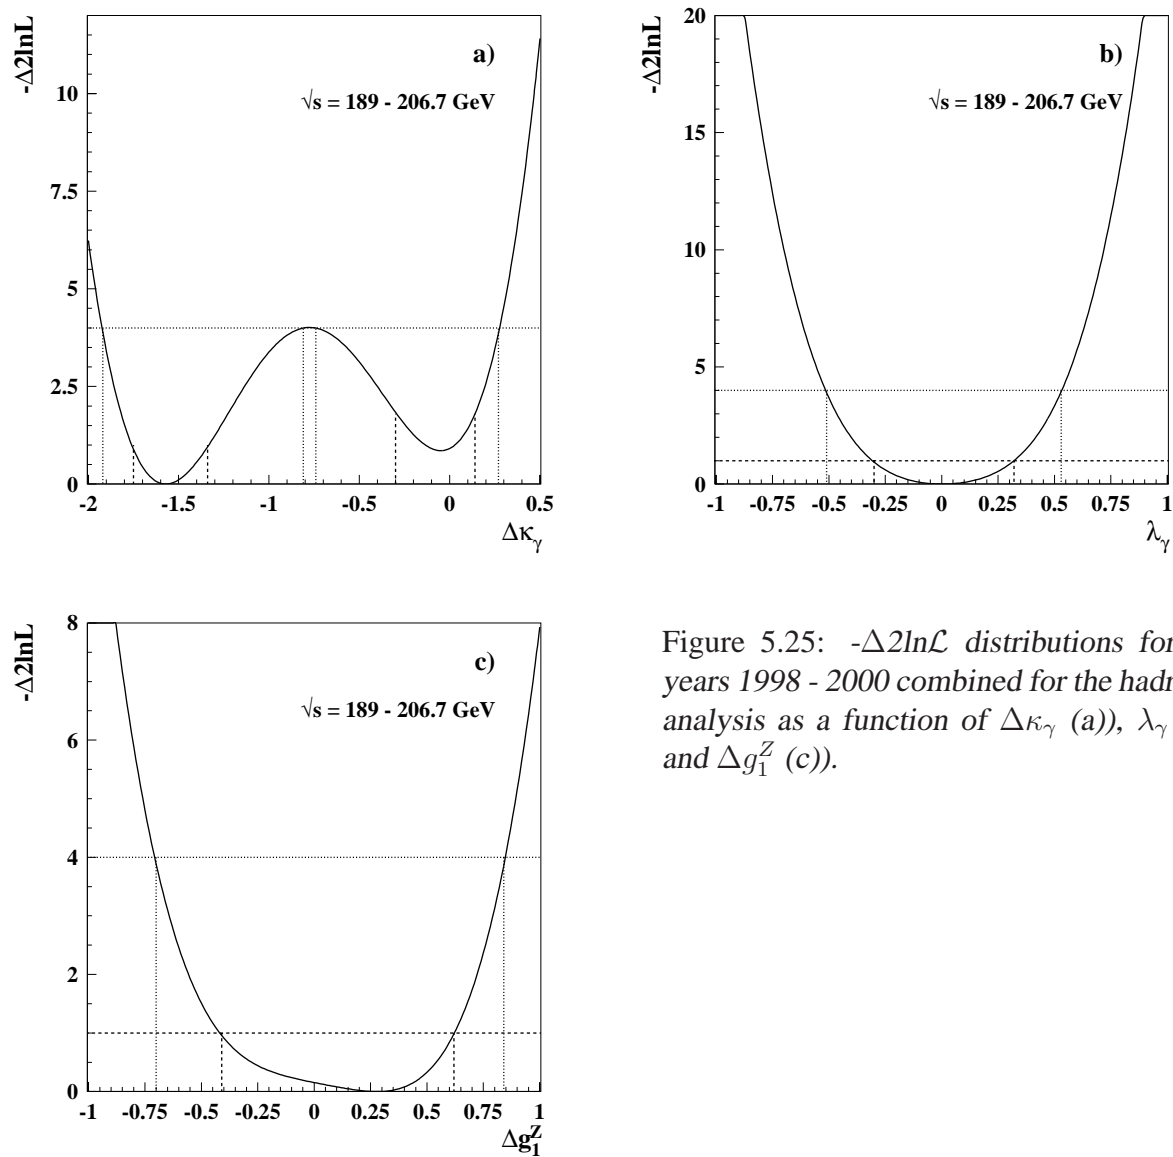 -Δ2lnL
a)
√s = 189 - 206.7 GeV
10
7.5
5
2.5
0
-2 -1.5 -1 -0.5 0 0.5
Δκγ
-Δ2lnL
b)
√s = 189 - 206.7 GeV
20
15
10
5
0
-1 -0.75 -0.5 -0.25 0 0.25 0.5 0.75 1
λγ
-Δ2lnL
c)
√s = 189 - 206.7 GeV
8
6
4
2
0
-1 -0.75 -0.5 -0.25 0 0.25 0.5 0.75 1
Δg₁ᶻ
Figure 5.25: -Δ2lnℒ distributions for
years 1998 - 2000 combined for the
analysis as a function of Δκγ (a)), λγ
and Δg₁ᶻ (c)).